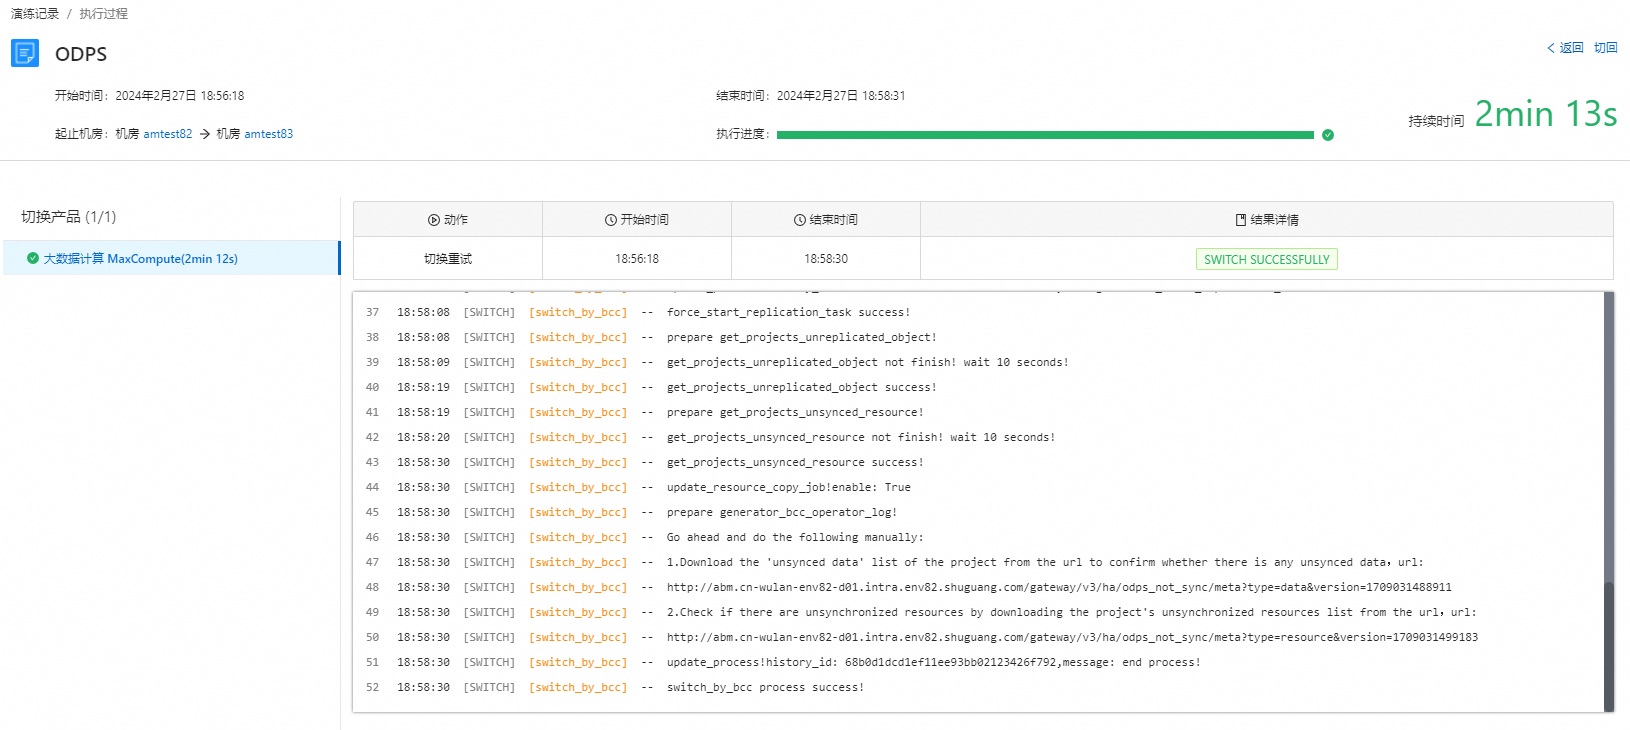 演练记录 / 执行过程
ODPS
返回 切回
开始时间: 2024年2月27日 18:56:18
结束时间: 2024年2月27日 18:58:31
持续时间 2min 13s
起止机房: 机房 amtest82 → 机房 amtest83
执行进度:
切换产品 (1/1)
大数据计算 MaxCompute(2min 12s)
动作 开始时间 结束时间 结果详情
切换重试 18:56:18 18:58:30 SWITCH SUCCESSFULLY
37 18:58:08 [SWITCH] [switch_by_bcc] -- force_start_replication_task success!
38 18:58:08 [SWITCH] [switch_by_bcc] -- prepare get_projects_unreplicated_object!
39 18:58:09 [SWITCH] [switch_by_bcc] -- get_projects_unreplicated_object not finish! wait 10 seconds!
40 18:58:19 [SWITCH] [switch_by_bcc] -- get_projects_unreplicated_object success!
41 18:58:19 [SWITCH] [switch_by_bcc] -- prepare get_projects_unsynced_resource!
42 18:58:20 [SWITCH] [switch_by_bcc] -- get_projects_unsynced_resource not finish! wait 10 seconds!
43 18:58:30 [SWITCH] [switch_by_bcc] -- get_projects_unsynced_resource success!
44 18:58:30 [SWITCH] [switch_by_bcc] -- update_resource_copy_job!enable: True
45 18:58:30 [SWITCH] [switch_by_bcc] -- prepare generator_bcc_operator_log!
46 18:58:30 [SWITCH] [switch_by_bcc] -- Go ahead and do the following manually:
47 18:58:30 [SWITCH] [switch_by_bcc] -- 1.Download the 'unsynced data' list of the project from the url to confirm whether there is any unsynced data，url:
48 18:58:30 [SWITCH] [switch_by_bcc] -- http://abm.cn-wulan-env82-d01.intra.env82.shuguang.com/gateway/v3/ha/odps_not_sync/meta?type=data&version=1709031488911
49 18:58:30 [SWITCH] [switch_by_bcc] -- 2.Check if there are unsynchronized resources by downloading the project's unsynchronized resources list from the url，url:
50 18:58:30 [SWITCH] [switch_by_bcc] -- http://abm.cn-wulan-env82-d01.intra.env82.shuguang.com/gateway/v3/ha/odps_not_sync/meta?type=resource&version=1709031499183
51 18:58:30 [SWITCH] [switch_by_bcc] -- update_process!history_id: 68b0d1dcd1ef11ee93bb02123426f792,message: end process!
52 18:58:30 [SWITCH] [switch_by_bcc] -- switch_by_bcc process success!